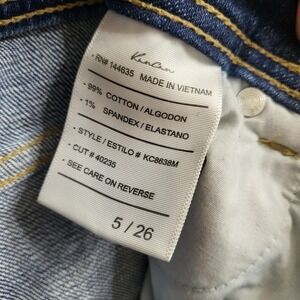 KanCan
- RN# 144635 MADE IN VIETNAM
- 99% COTTON / ALGODON
- 1% SPANDEX / ELASTANO
- STYLE / ESTILO # KC8638M
- CUT # 40235
- SEE CARE ON REVERSE
5 / 26